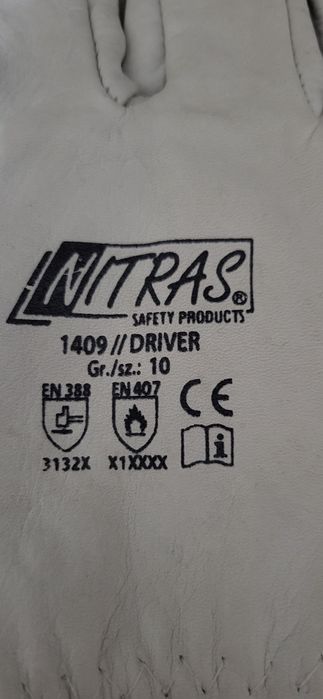 NITRAS®
SAFETY PRODUCTS
1409 // DRIVER
Gr./sz.: 10
EN 388 EN 407 CE
3132X X1XXXX i